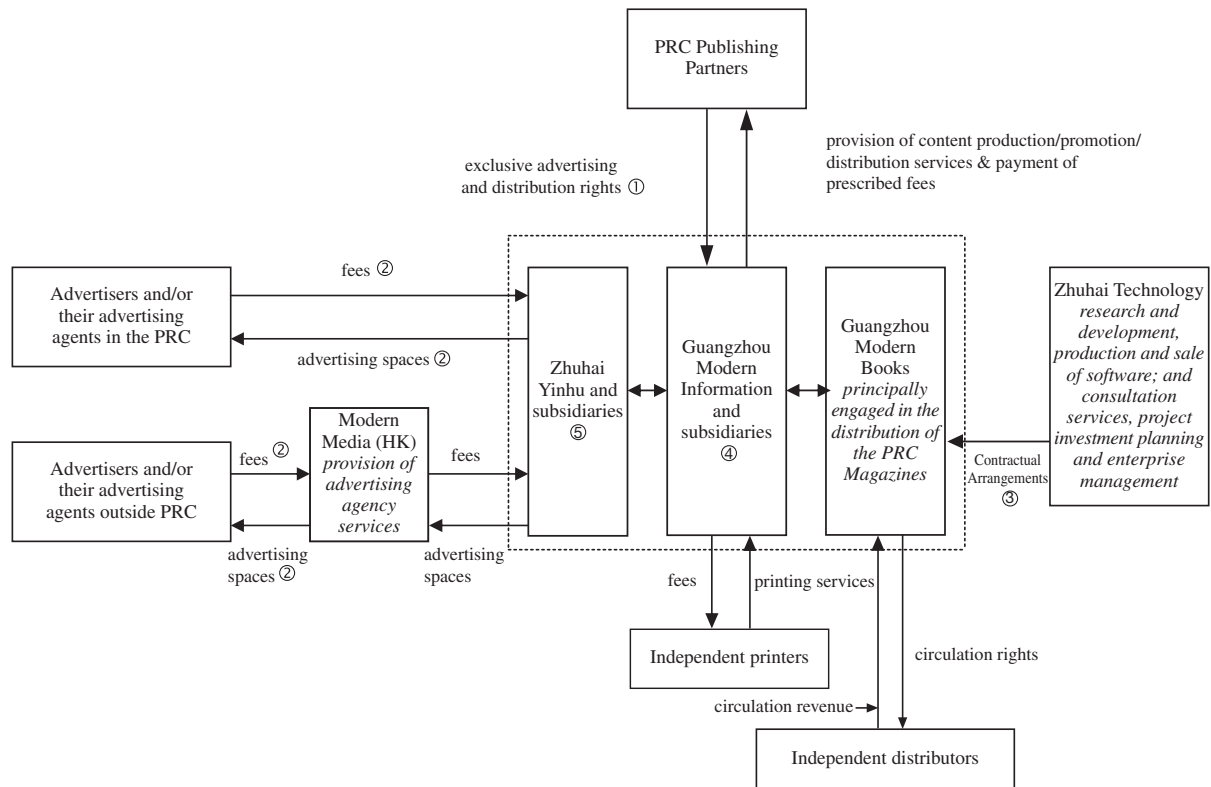 PRC Publishing
Partners
exclusive advertising
and distribution rights ①
provision of content production/promotion/
distribution services & payment of
prescribed fees
Advertisers and/or
their advertising
agents in the PRC
fees ②
advertising spaces ②
Advertisers and/or
their advertising
agents outside PRC
fees ②
advertising
spaces ②
Modern
Media (HK)
provision of
advertising
agency
services
fees
advertising
spaces
Zhuhai
Yinhu and
subsidiaries
⑤
Guangzhou
Modern
Information
and
subsidiaries
④
Guangzhou
Modern
Books
principally
engaged in the
distribution of
the PRC
Magazines
Contractual
Arrangements
③
Zhuhai Technology
research and
development,
production and sale
of software; and
consultation
services, project
investment planning
and enterprise
management
fees
printing services
Independent printers
circulation revenue
circulation rights
Independent distributors